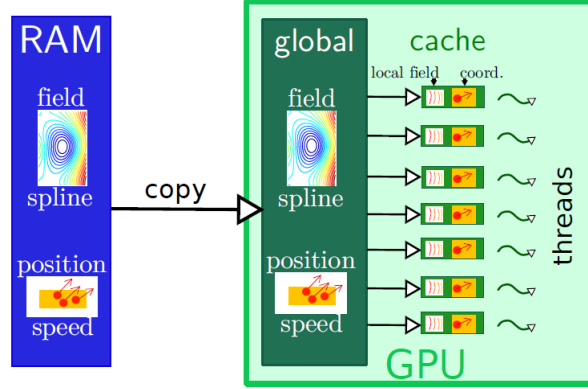 RAM
field
spline
position
speed
copy
global
field
spline
position
speed
cache
local field
coord.
threads
GPU